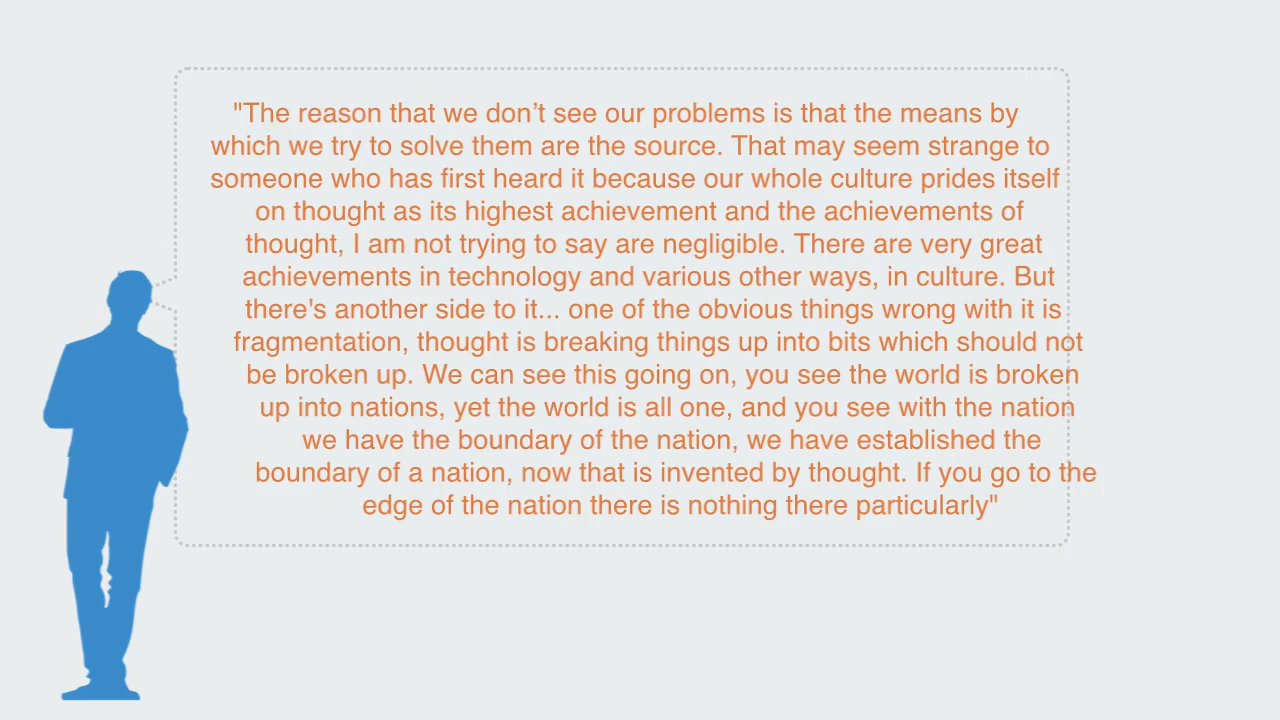 "The reason that we don’t see our problems is that the means by
which we try to solve them are the source. That may seem strange to
someone who has first heard it because our whole culture prides itself
on thought as its highest achievement and the achievements of
thought, I am not trying to say are negligible. There are very great
achievements in technology and various other ways, in culture. But
there's another side to it... one of the obvious things wrong with it is
fragmentation, thought is breaking things up into bits which should not
be broken up. We can see this going on, you see the world is broken
up into nations, yet the world is all one, and you see with the nation
we have the boundary of the nation, we have established the
boundary of a nation, now that is invented by thought. If you go to the
edge of the nation there is nothing there particularly"